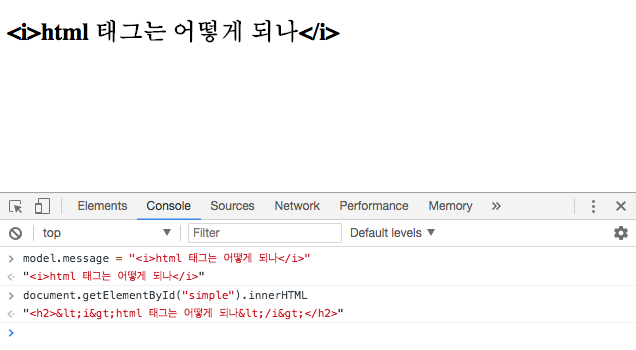 <i>html 태그는 어떻게 되나</i>
Elements Console Sources Network Performance Memory »
top ▼ Filter Default levels ▼
> model.message = "<i>html 태그는 어떻게 되나</i>"
< "<i>html 태그는 어떻게 되나</i>"
> document.getElementById("simple").innerHTML
< "<h2>&lt;i&gt;html 태그는 어떻게 되나&lt;/i&gt;</h2>"
>